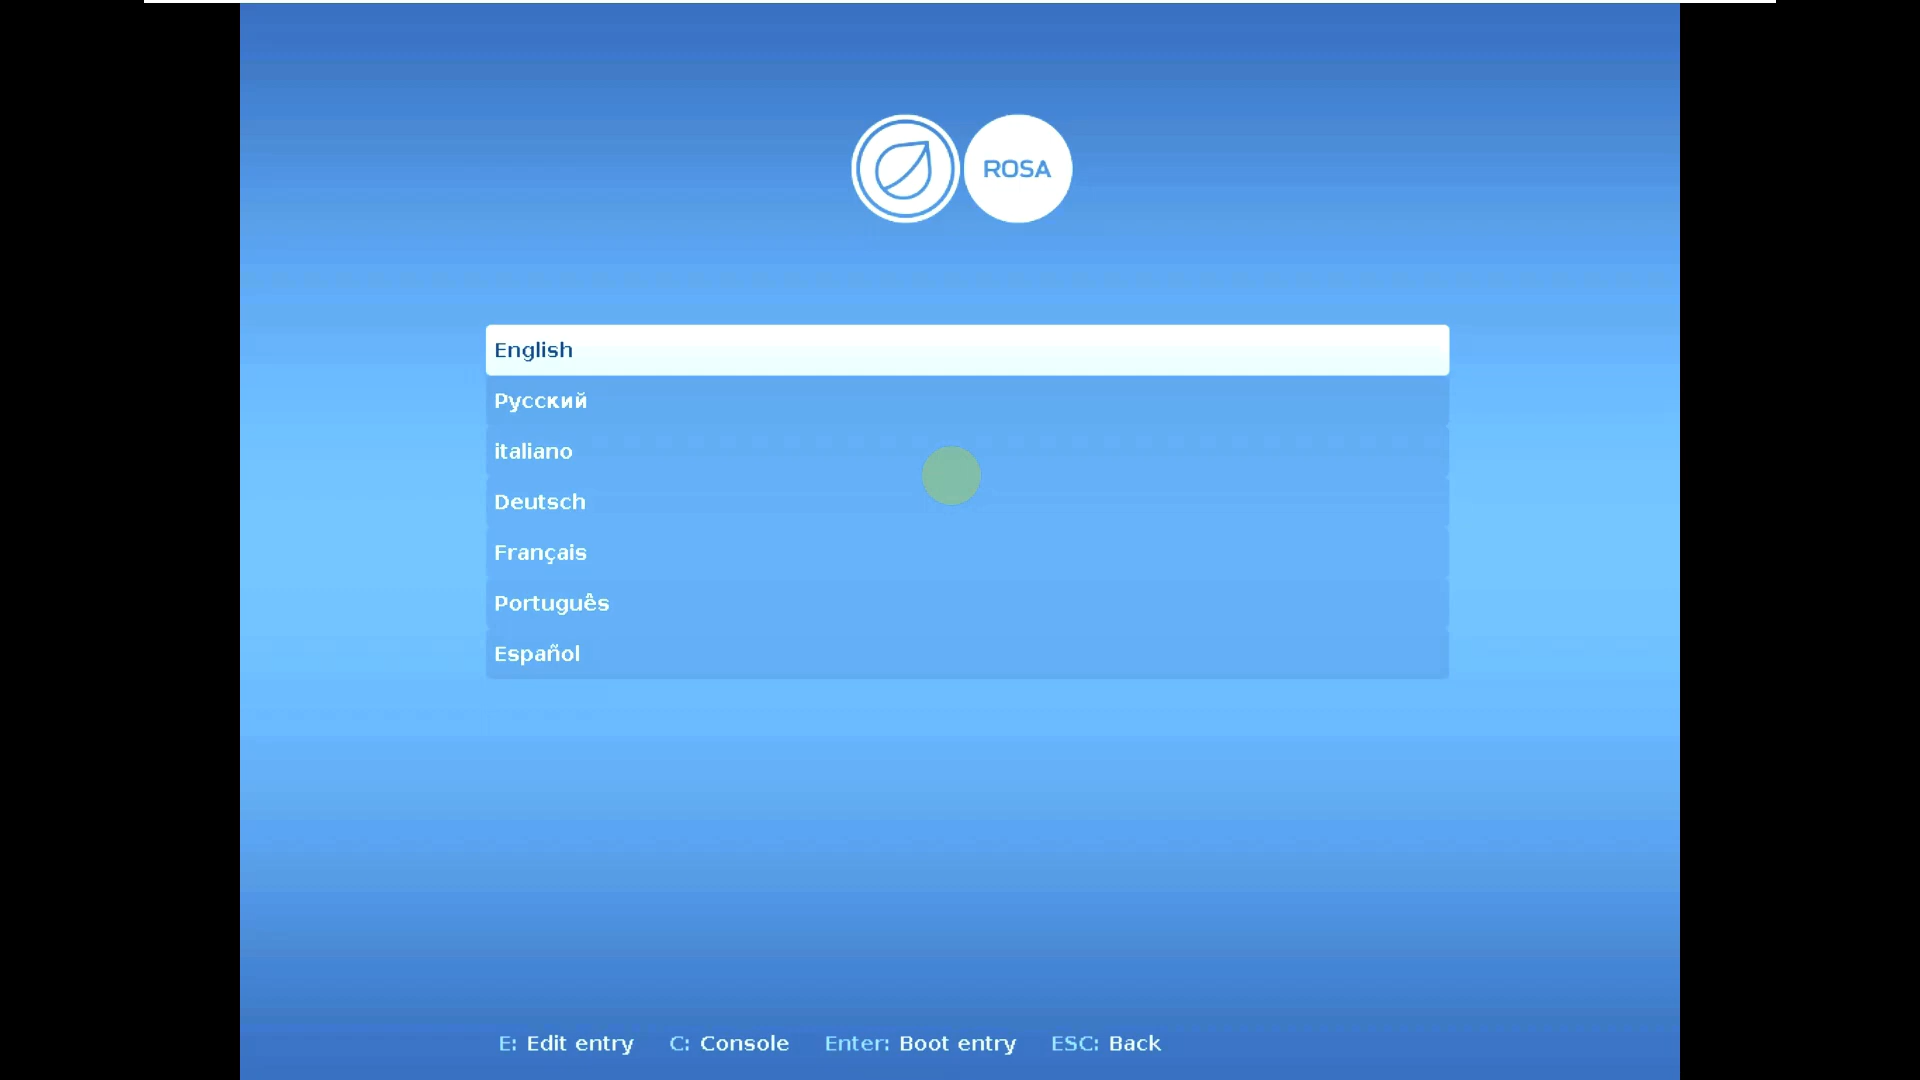 ROSA
English
Русский
italiano
Deutsch
Français
Português
Español
E: Edit entry C: Console Enter: Boot entry ESC: Back